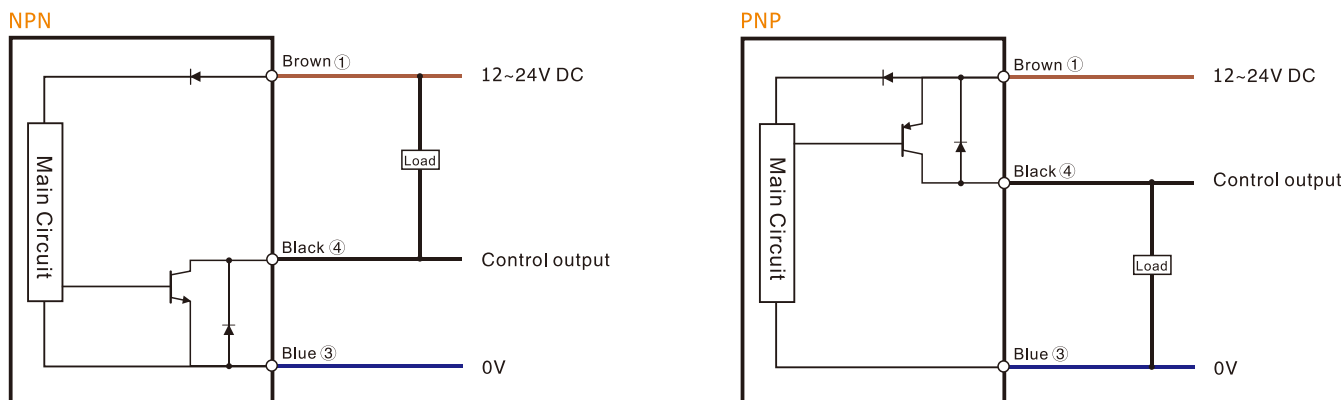 NPN
Brown ①
12~24V DC
Load
Main Circuit
Black ④
Control output
Blue ③
0V
PNP
Brown ①
12~24V DC
Main Circuit
Black ④
Control output
Load
Blue ③
0V